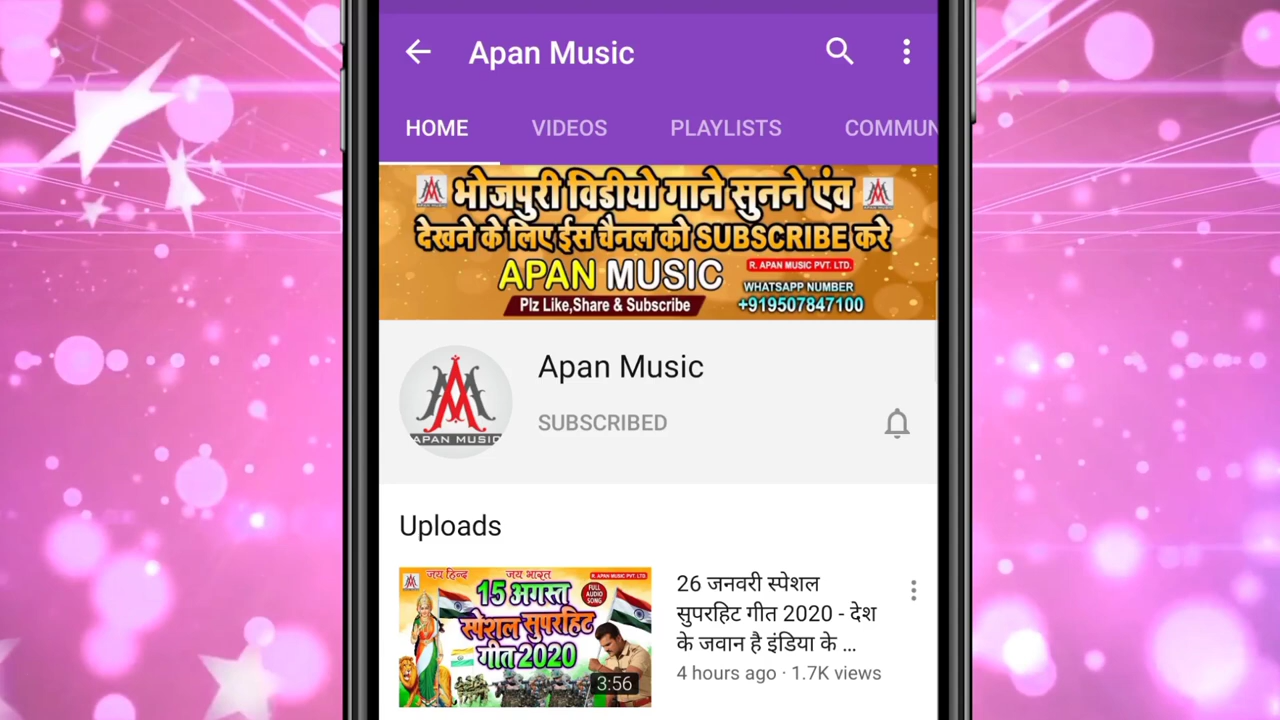 Apan Music
HOME VIDEOS PLAYLISTS COMMUN
भोजपुरी विडीयो गाने सुनने एंव
देखने के लिए ईस चैनल को SUBSCRIBE करे
APAN MUSIC
R. APAN MUSIC PVT. LTD.
WHATSAPP NUMBER
+919507847100
Plz Like,Share & Subscribe
Apan Music
SUBSCRIBED
APAN MUSIC
Uploads
जय हिन्द जय भारत
R. APAN MUSIC PVT. LTD
15 अगस्त
FULL
AUDIO
SONG
स्पेशल सुपरहिट
गीत 2020
3:56
26 जनवरी स्पेशल
सुपरहिट गीत 2020 - देश
के जवान है इंडिया के ...
4 hours ago · 1.7K views